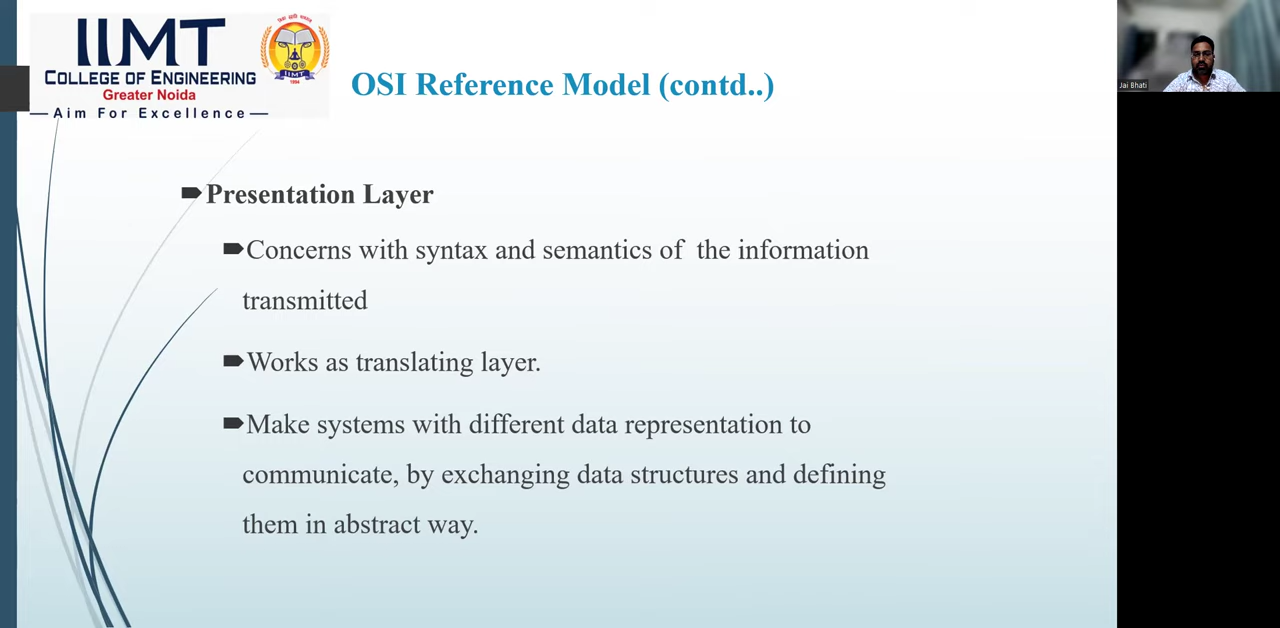 IIMT
COLLEGE OF ENGINEERING
Greater Noida
Aim For Excellence
IIMT
OSI Reference Model (contd..)
Jai Bhati
Presentation Layer
Concerns with syntax and semantics of the information
transmitted
Works as translating layer.
Make systems with different data representation to
communicate, by exchanging data structures and defining
them in abstract way.